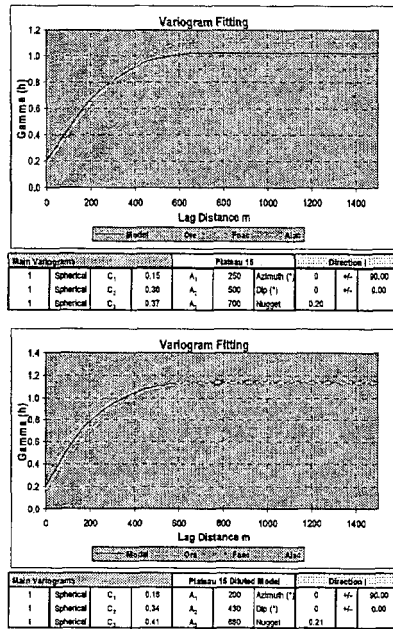 Variogram Fitting
1.2
1.0
0.8
0.6
0.4
0.2
0.0
Gamma (h)
0 200 400 600 800 1000 1200 1400
Lag Distance m
Model Ore Alac
Main Variograms Plateau 15 Direction
1 Spherical C1 0.15 A1 250 Azimuth (°) 0 +/- 90.00
1 Spherical C2 0.30 A2 500 Dip (°) 0 +/- 0.00
1 Spherical C3 0.37 A3 700 Nugget 0.20
Variogram Fitting
1.4
1.2
1.0
0.8
0.6
0.4
0.2
0.0
Gamma (h)
0 200 400 600 800 1000 1200 1400
Lag Distance m
Model Ore Alac
Main Variograms Plateau 15 Diluted Model Direction
1 Spherical C1 A1 200 Azimuth (°) 0 +/- 90.00
1 Spherical C2 0.34 A2 430 Dip (°) 0 +/- 0.00
1 Spherical C3 0.41 A3 Nugget 0.21